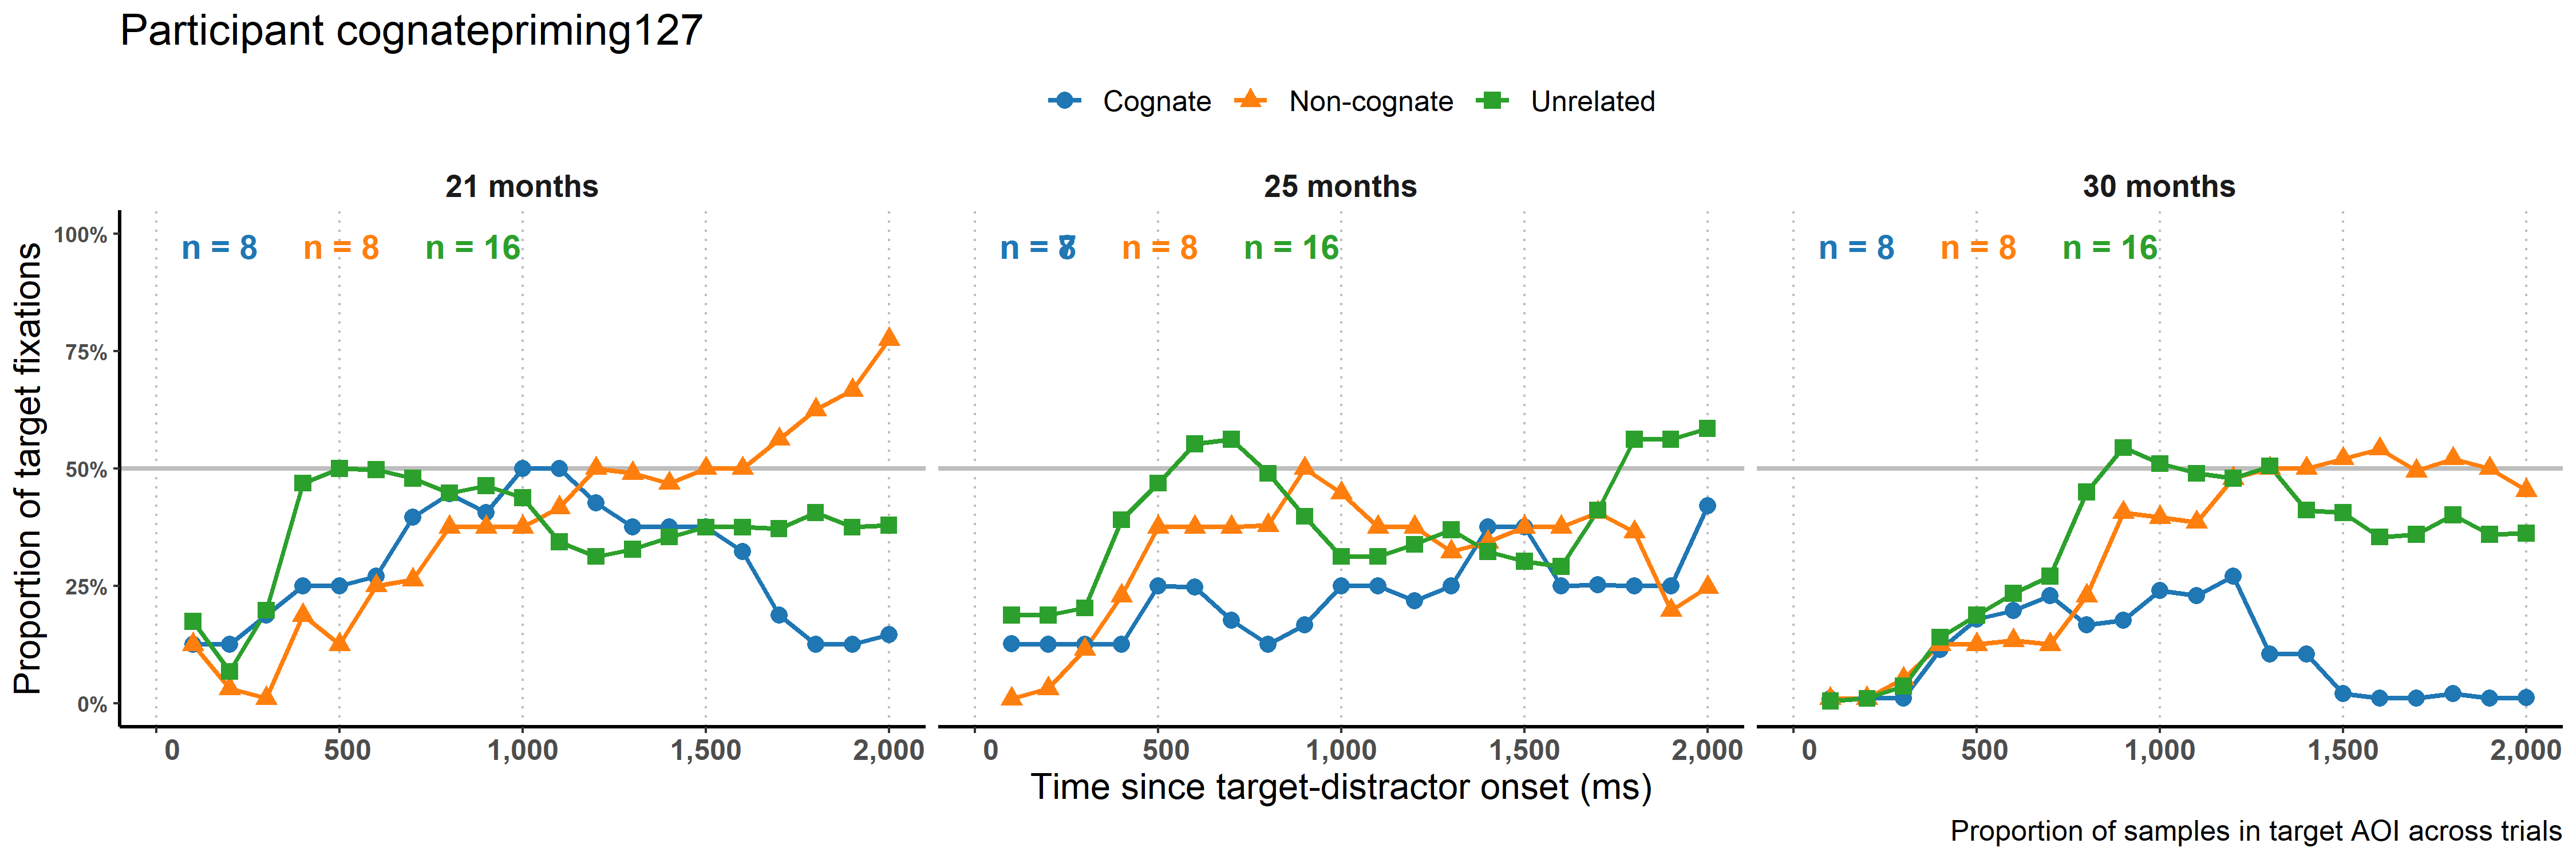 Participant cognatepriming127
Cognate Non-cognate Unrelated
21 months 25 months 30 months
n = 8 n = 8 n = 16 n = n = 8 n = 16 n = 8 n = 8 n = 16
100%
75%
50%
25%
0%
Proportion of target fixations
0 500 1,000 1,500 2,000 0 500 1,000 1,500 2,000 0 500 1,000 1,500 2,000
Time since target-distractor onset (ms)
Proportion of samples in target AOI across trials